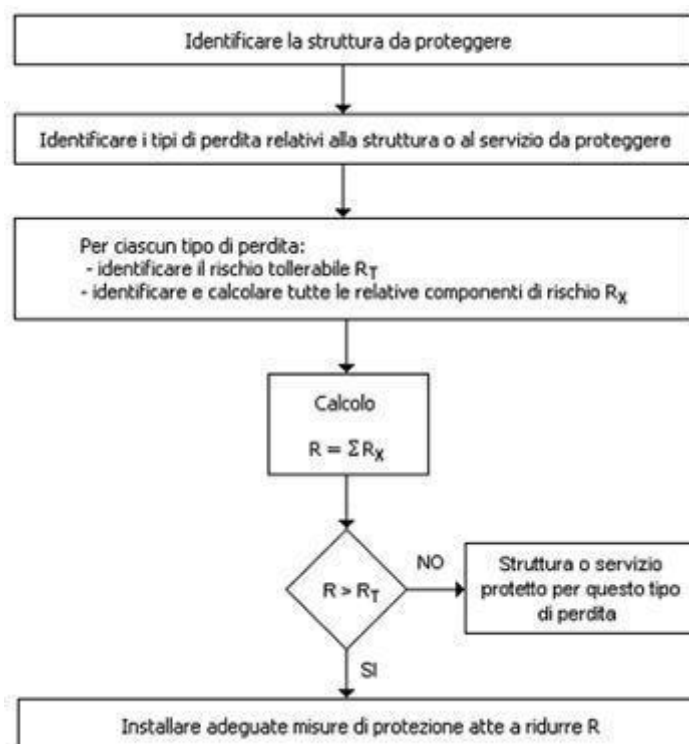 Identificare la struttura da proteggere
Identificare i tipi di perdita relativi alla struttura o al servizio da proteggere
Per ciascun tipo di perdita:
- identificare il rischio tollerabile RT
- identificare e calcolare tutte le relative componenti di rischio RX
Calcolo
R = ΣRX
R > RT
NO
Struttura o servizio
protetto per questo tipo
di perdita
SI
Installare adeguate misure di protezione atte a ridurre R